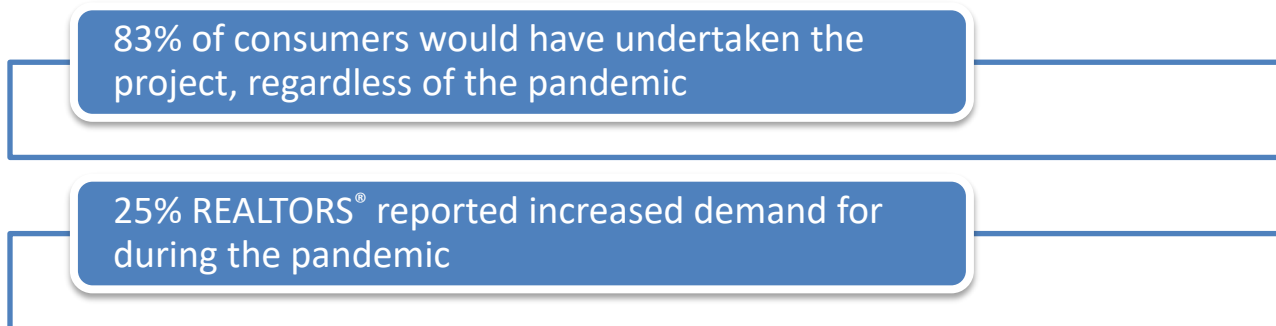 83% of consumers would have undertaken the
project, regardless of the pandemic
25% REALTORS® reported increased demand for
during the pandemic